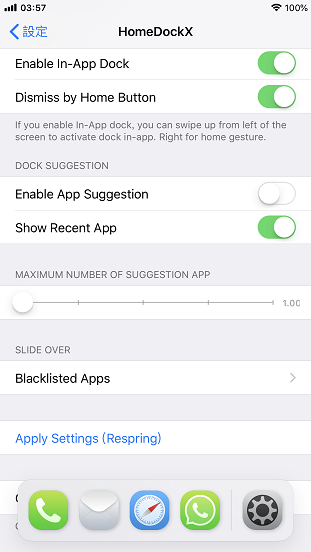 03:57
100%
設定
HomeDockX
Enable In-App Dock
Dismiss by Home Button
If you enable In-App dock, you can swipe up from left of the
screen to activate dock in-app. Right for home gesture.
DOCK SUGGESTION
Enable App Suggestion
Show Recent App
MAXIMUM NUMBER OF SUGGESTION APP
1.00
SLIDE OVER
Blacklisted Apps
Apply Settings (Respring)